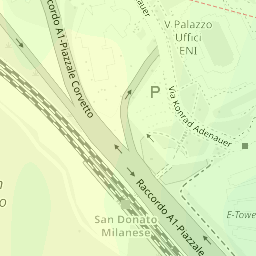 V Palazzo
Uffici
ENI
Raccordo A1-Piazzale Corvetto
P
Via Konrad Adenauer
Raccordo A1-Piazzale
E-Towe
San Donato
Milanese